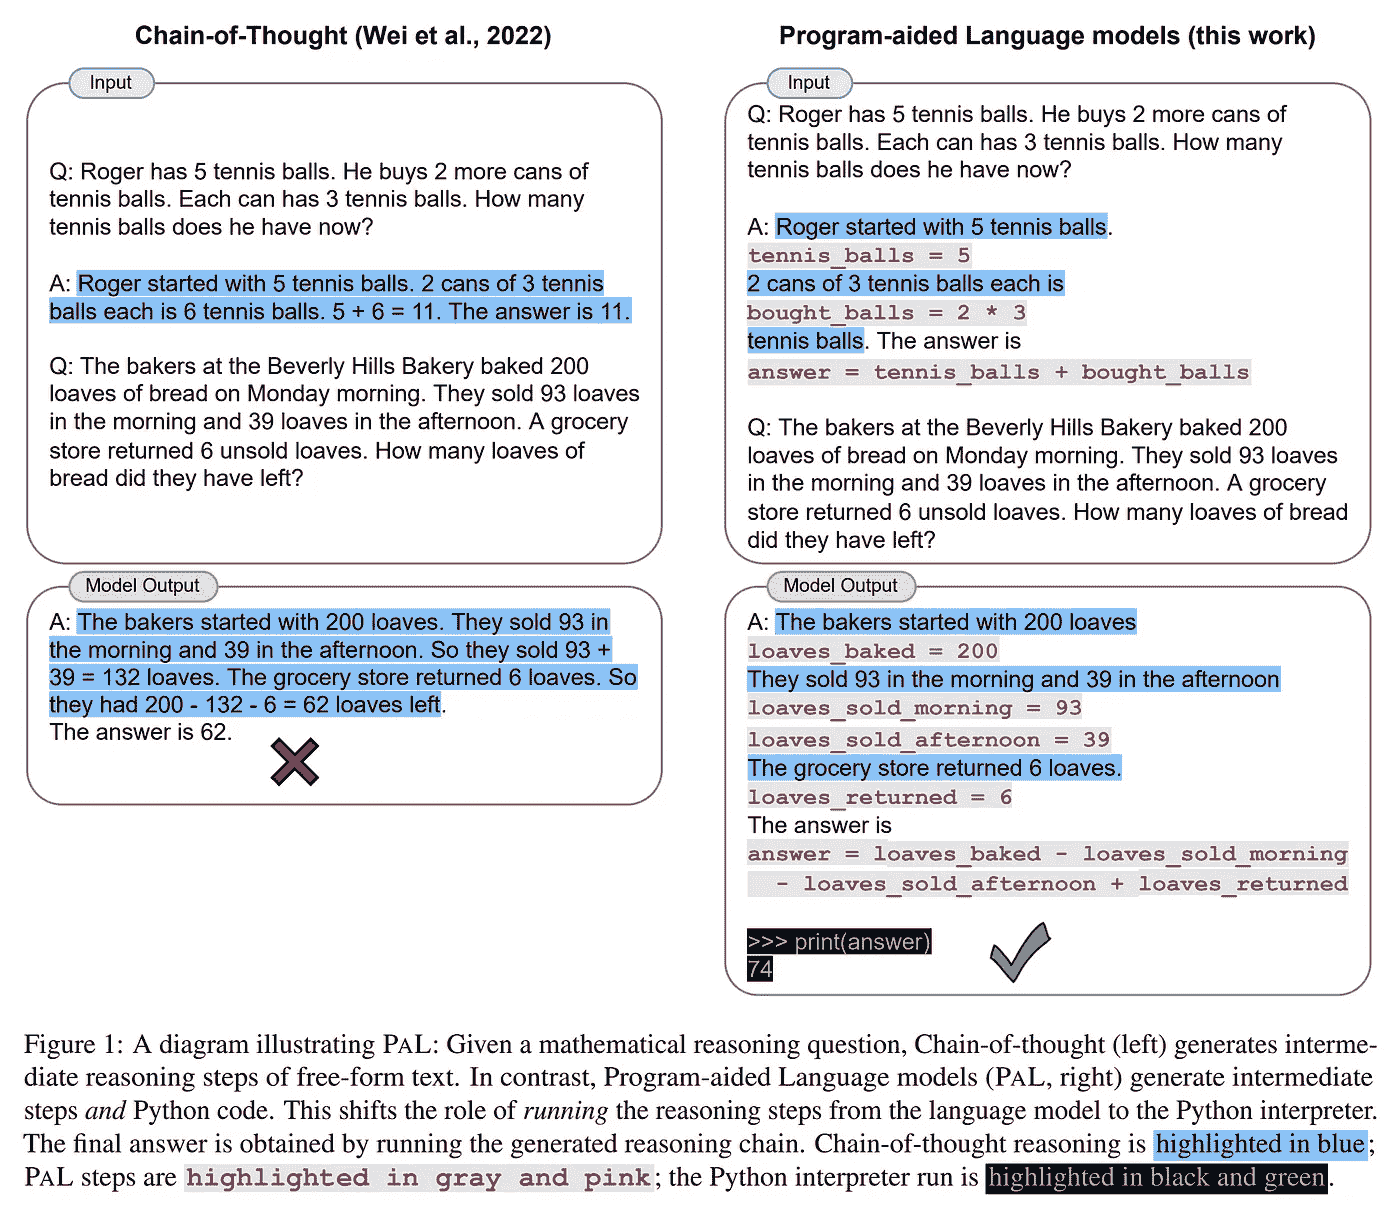 Chain-of-Thought (Wei et al., 2022)
Input
Q: Roger has 5 tennis balls. He buys 2 more cans of
tennis balls. Each can has 3 tennis balls. How many
tennis balls does he have now?
A: Roger started with 5 tennis balls. 2 cans of 3 tennis
balls each is 6 tennis balls. 5 + 6 = 11. The answer is 11.
Q: The bakers at the Beverly Hills Bakery baked 200
loaves of bread on Monday morning. They sold 93 loaves
in the morning and 39 loaves in the afternoon. A grocery
store returned 6 unsold loaves. How many loaves of
bread did they have left?
Model Output
A: The bakers started with 200 loaves. They sold 93 in
the morning and 39 in the afternoon. So they sold 93 +
39 = 132 loaves. The grocery store returned 6 loaves. So
they had 200 - 132 - 6 = 62 loaves left.
The answer is 62.
Program-aided Language models (this work)
Input
Q: Roger has 5 tennis balls. He buys 2 more cans of
tennis balls. Each can has 3 tennis balls. How many
tennis balls does he have now?
A: Roger started with 5 tennis balls.
tennis_balls = 5
2 cans of 3 tennis balls each is
bought_balls = 2 * 3
tennis balls. The answer is
answer = tennis_balls + bought_balls
Q: The bakers at the Beverly Hills Bakery baked 200
loaves of bread on Monday morning. They sold 93 loaves
in the morning and 39 loaves in the afternoon. A grocery
store returned 6 unsold loaves. How many loaves of bread
did they have left?
Model Output
A: The bakers started with 200 loaves
loaves_baked = 200
They sold 93 in the morning and 39 in the afternoon
loaves_sold_morning = 93
loaves_sold_afternoon = 39
The grocery store returned 6 loaves.
loaves_returned = 6
The answer is
answer = loaves_baked - loaves_sold_morning
- loaves_sold_afternoon + loaves_returned
>>> print(answer)
74
Figure 1: A diagram illustrating PAL: Given a mathematical reasoning question, Chain-of-thought (left) generates interme-
diate reasoning steps of free-form text. In contrast, Program-aided Language models (PAL, right) generate intermediate
steps and Python code. This shifts the role of running the reasoning steps from the language model to the Python interpreter.
The final answer is obtained by running the generated reasoning chain. Chain-of-thought reasoning is highlighted in blue;
PAL steps are highlighted in gray and pink; the Python interpreter run is highlighted in black and green.